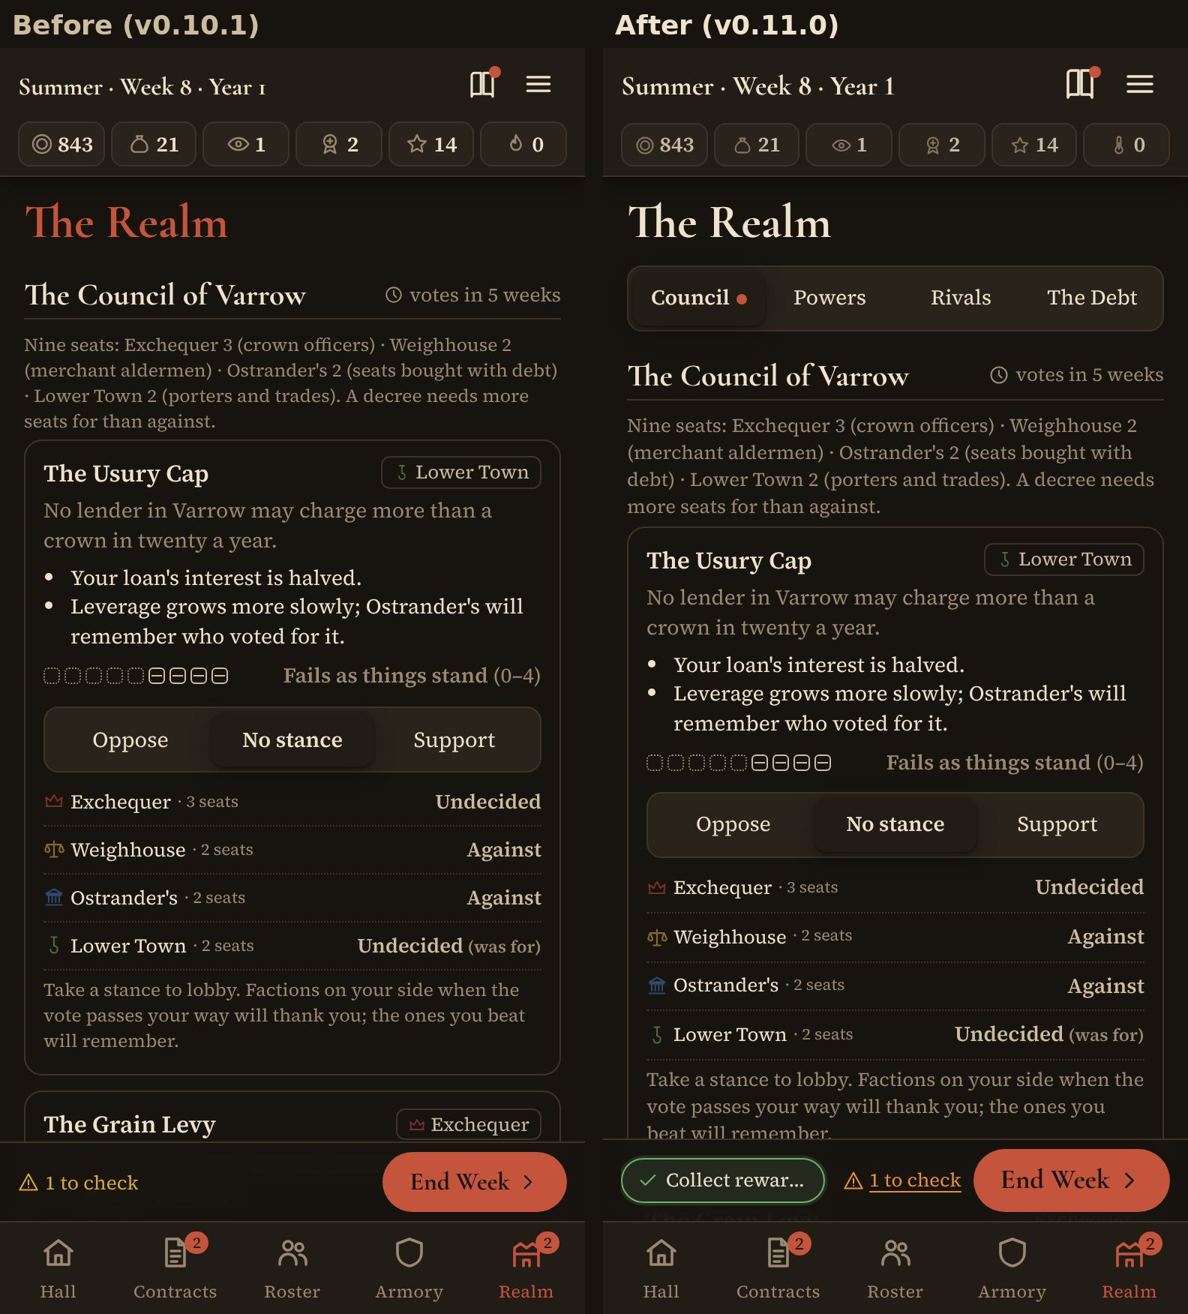 Before (v0.10.1)
Summer · Week 8 · Year 1
843 21 1 2 14 0
The Realm
The Council of Varrow votes in 5 weeks
Nine seats: Exchequer 3 (crown officers) · Weighhouse 2
(merchant aldermen) · Ostrander's 2 (seats bought with debt)
· Lower Town 2 (porters and trades). A decree needs more
seats for than against.
The Usury Cap Lower Town
No lender in Varrow may charge more than a
crown in twenty a year.
• Your loan's interest is halved.
• Leverage grows more slowly; Ostrander's will
remember who voted for it.
Fails as things stand (0–4)
Oppose No stance Support
Exchequer · 3 seats Undecided
Weighhouse · 2 seats Against
Ostrander's · 2 seats Against
Lower Town · 2 seats Undecided (was for)
Take a stance to lobby. Factions on your side when the
vote passes your way will thank you; the ones you beat
will remember.
The Grain Levy Exchequer
1 to check End Week
2 2
Hall Contracts Roster Armory Realm
After (v0.11.0)
Summer · Week 8 · Year 1
843 21 1 2 14 0
The Realm
Council Powers Rivals The Debt
The Council of Varrow votes in 5 weeks
Nine seats: Exchequer 3 (crown officers) · Weighhouse 2
(merchant aldermen) · Ostrander's 2 (seats bought with
debt) · Lower Town 2 (porters and trades). A decree needs
more seats for than against.
The Usury Cap Lower Town
No lender in Varrow may charge more than a
crown in twenty a year.
• Your loan's interest is halved.
• Leverage grows more slowly; Ostrander's will
remember who voted for it.
Fails as things stand (0–4)
Oppose No stance Support
Exchequer · 3 seats Undecided
Weighhouse · 2 seats Against
Ostrander's · 2 seats Against
Lower Town · 2 seats Undecided (was for)
Take a stance to lobby. Factions on your side when the
vote passes your way will thank you; the ones you
beat will remember.
Collect rewar... 1 to check End Week
2 2
Hall Contracts Roster Armory Realm